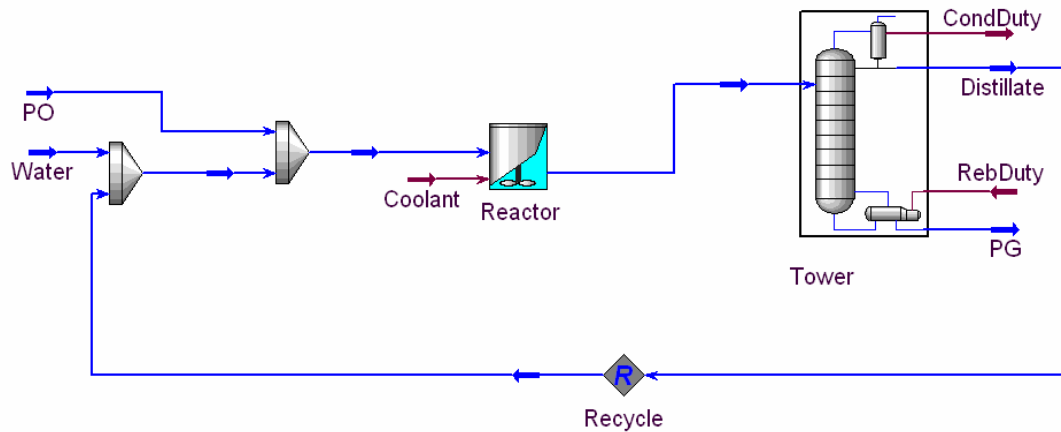 CondDuty
PO
Distillate
Water
RebDuty
Coolant
Reactor
PG
Tower
R
Recycle